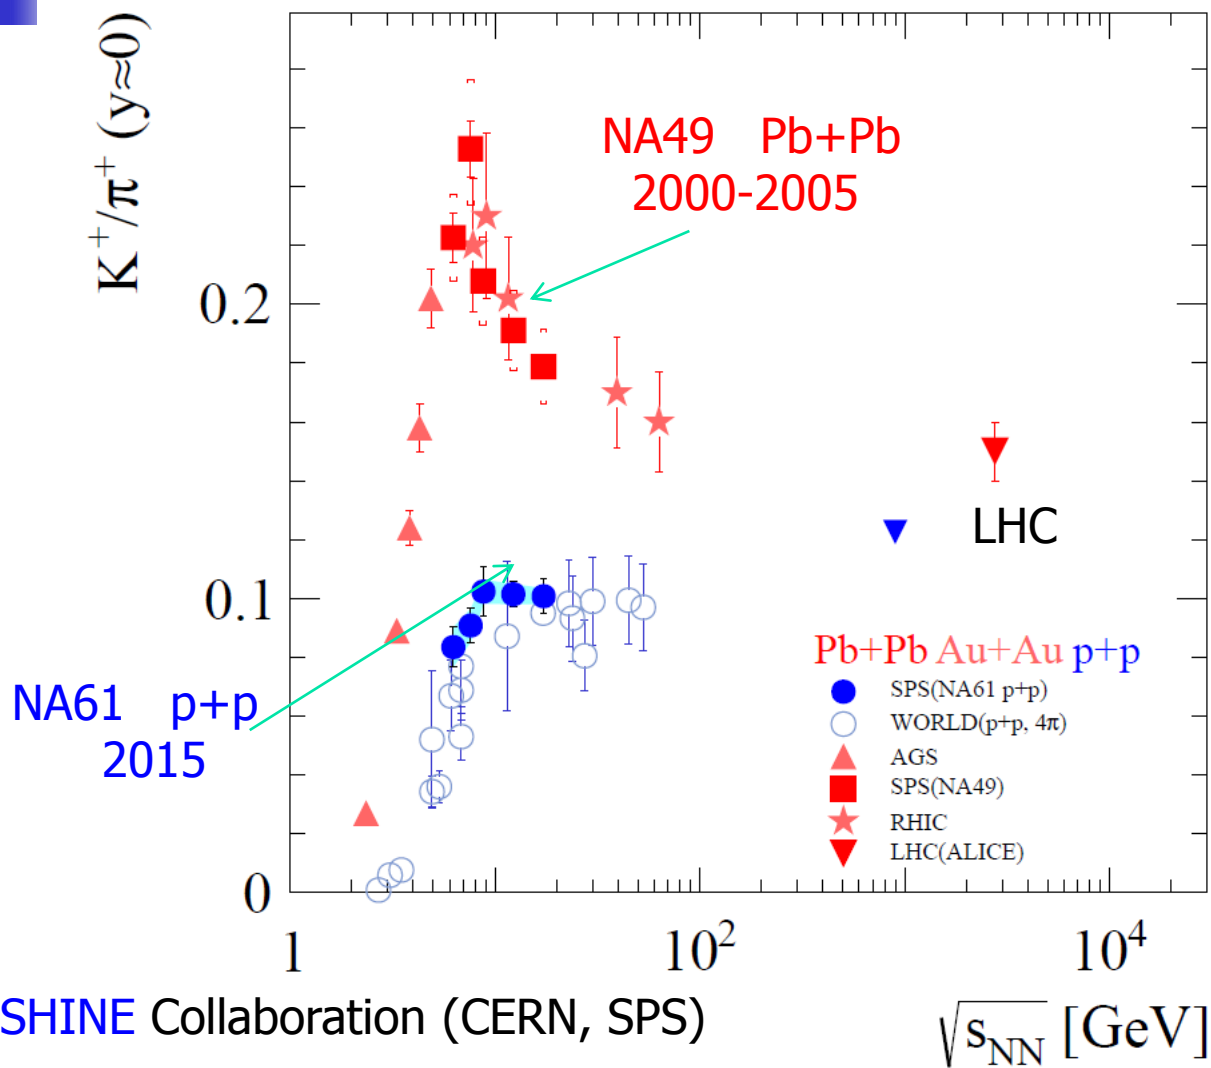 K⁺/π⁺ (y≈0)
NA49 Pb+Pb
2000-2005
0.2
LHC
0.1
Pb+Pb Au+Au p+p
SPS(NA61 p+p)
WORLD(p+p, 4π)
AGS
SPS(NA49)
RHIC
LHC(ALICE)
NA61 p+p
2015
0
1
10²
10⁴
SHINE Collaboration (CERN, SPS)
√s_NN [GeV]